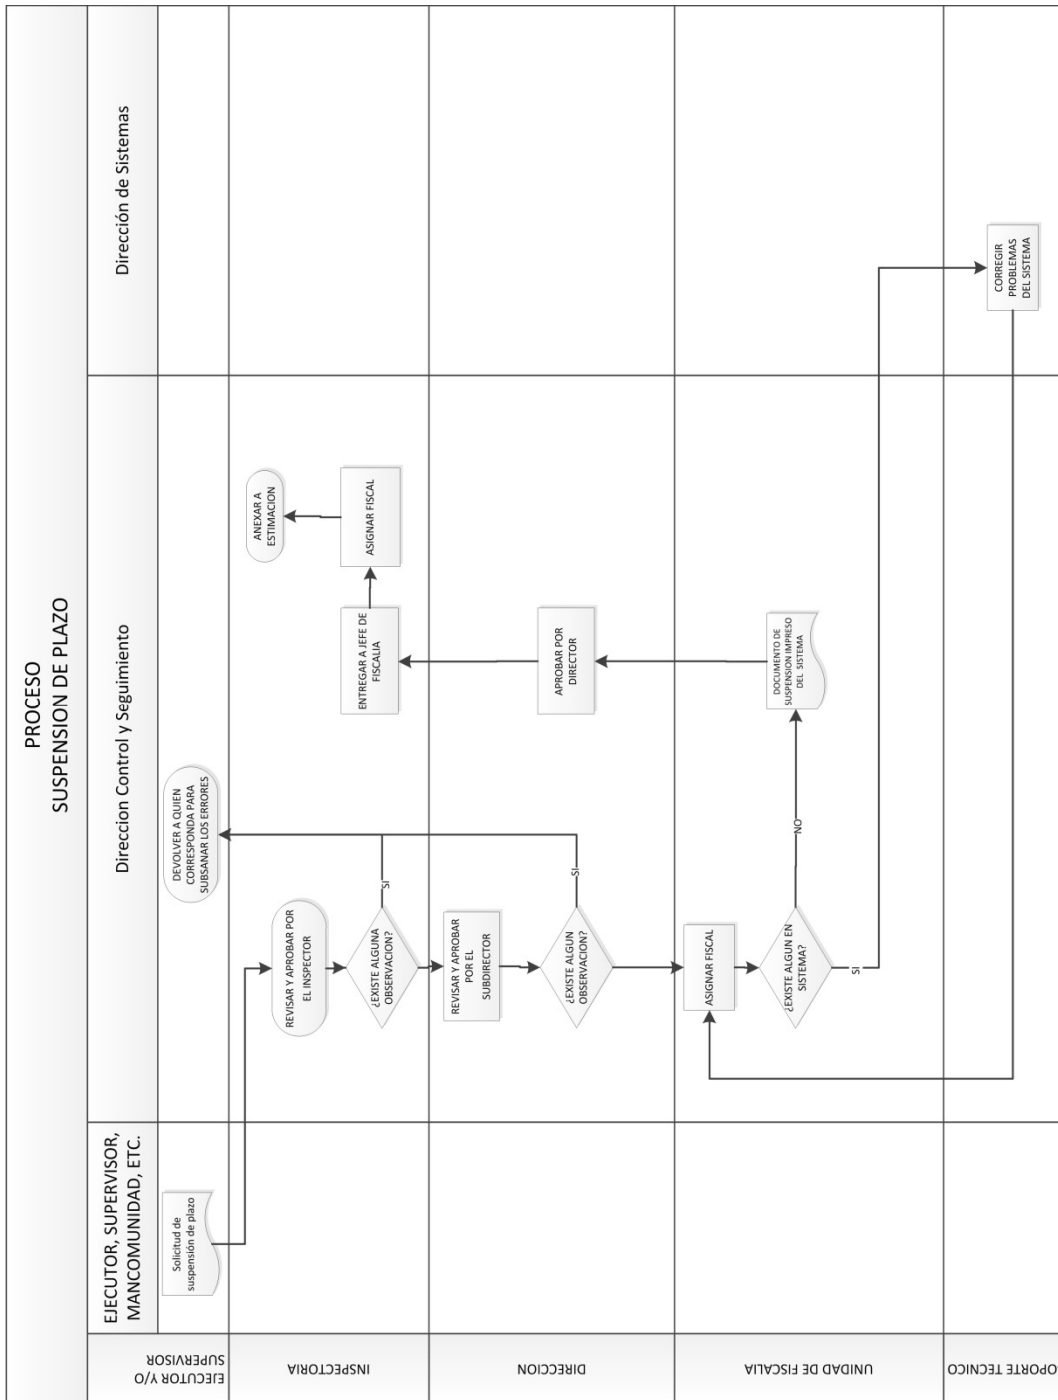 PROCESO
SUSPENSION DE PLAZO
EJECUTOR, SUPERVISOR,
MANCOMUNIDAD, ETC.
Direccion Control y Seguimiento
Dirección de Sistemas
EJECUTOR Y/O
SUPERVISOR
Solicitud de
suspensión de plazo
DEVOLVER A QUIEN
CORRESPONDA PARA
SUBSANAR LOS ERRORES
INSPECTORIA
REVISAR Y APROBAR POR
EL INSPECTOR
¿EXISTE ALGUNA
OBSERVACION?
SI
ENTREGAR A JEFE DE
FISCALIA
ASIGNAR FISCAL
ANEXAR A
ESTIMACION
DIRECCION
REVISAR Y APROBAR
POR EL
SUBDIRECTOR
¿EXISTE ALGUN
OBSERVACION?
SI
APROBAR POR
DIRECTOR
UNIDAD DE FISCALIA
ASIGNAR FISCAL
¿EXISTE ALGUN EN
SISTEMA?
NO
SI
DOCUMENTO DE
SUSPENSION IMPRESO
DEL SISTEMA
OPORTE TECNICO
CORREGIR
PROBLEMAS
DEL SISTEMA